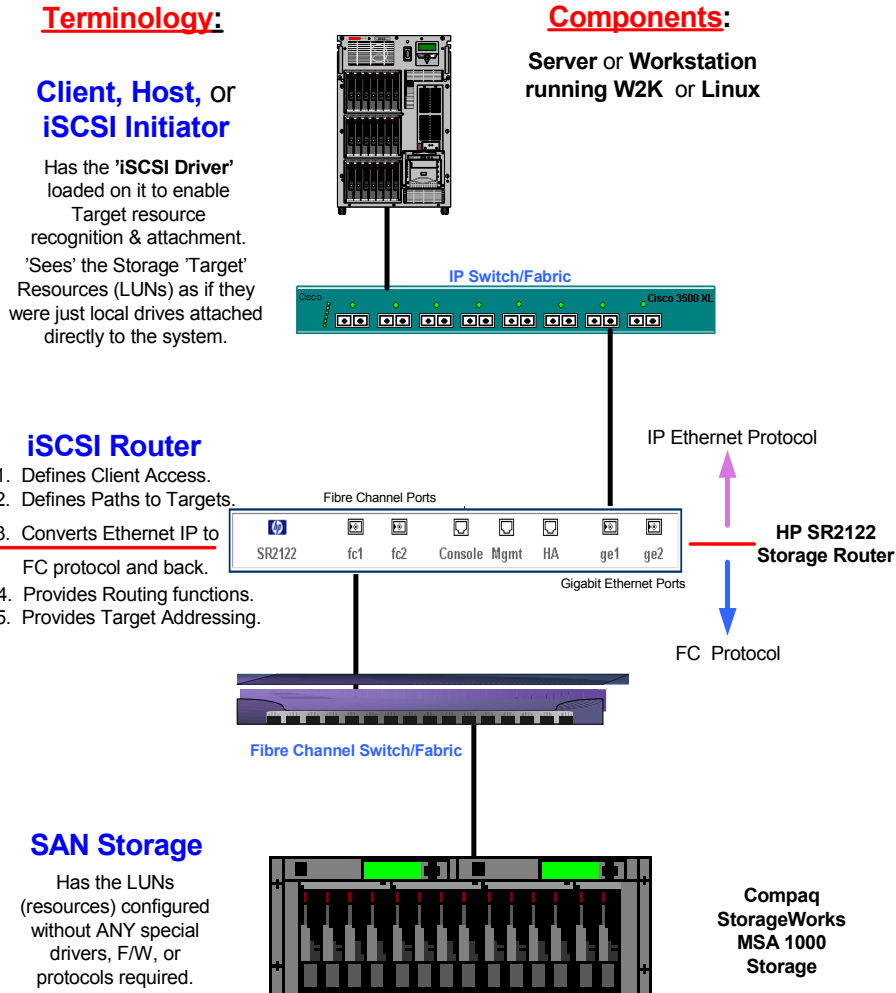 Terminology:
Components:
Server or Workstation
running W2K or Linux
Client, Host, or
iSCSI Initiator
Has the 'iSCSI Driver'
loaded on it to enable
Target resource
recognition & attachment.
'Sees' the Storage 'Target'
Resources (LUNs) as if they
were just local drives attached
directly to the system.
IP Switch/Fabric
Cisco
Cisco 3500 XL
iSCSI Router
1. Defines Client Access.
2. Defines Paths to Targets.
3. Converts Ethernet IP to
FC protocol and back.
4. Provides Routing functions.
5. Provides Target Addressing.
IP Ethernet Protocol
Fibre Channel Ports
hp
SR2122
fc1
fc2
Console
Mgmt
HA
ge1
ge2
Gigabit Ethernet Ports
HP SR2122
Storage Router
FC Protocol
Fibre Channel Switch/Fabric
SAN Storage
Has the LUNs
(resources) configured
without ANY special
drivers, F/W, or
protocols required.
Compaq
StorageWorks
MSA 1000
Storage